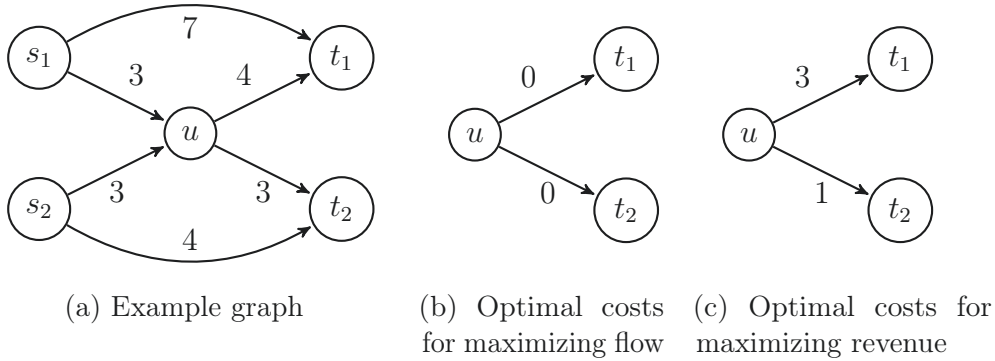 7
s₁
t₁
3
4
u
3
3
s₂
t₂
4
0
t₁
u
0
t₂
3
t₁
u
1
t₂
(a) Example graph
(b) Optimal costs
for maximizing flow
(c) Optimal costs for
maximizing revenue